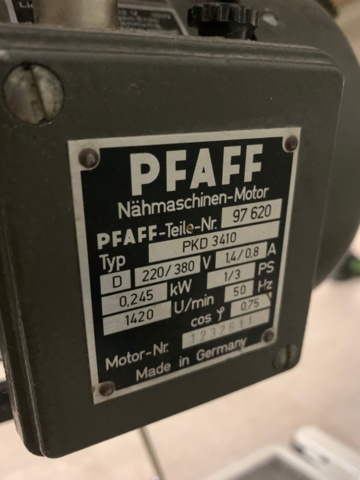 PFAFF
Nähmaschinen-Motor
PFAFF-Teile-Nr. 97 620
Typ PKD 3410
D 220/380 V 1,4/0,8 A
0,245 kW 1/3 PS
1420 U/min 50 Hz
cos φ 0,75
Motor-Nr. 1232611
Made in Germany